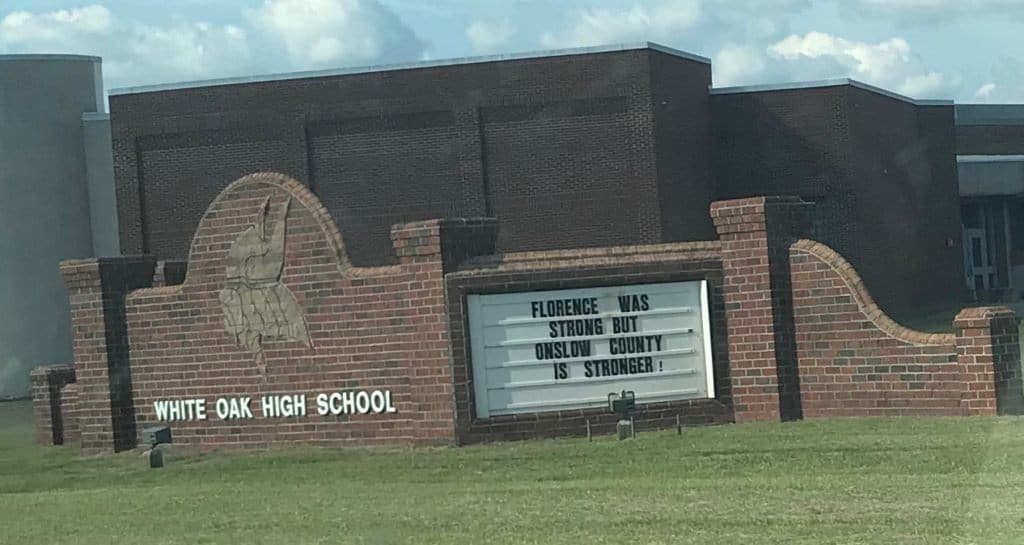 WHITE OAK HIGH SCHOOL
FLORENCE WAS
STRONG BUT
ONSLOW COUNTY
IS STRONGER!